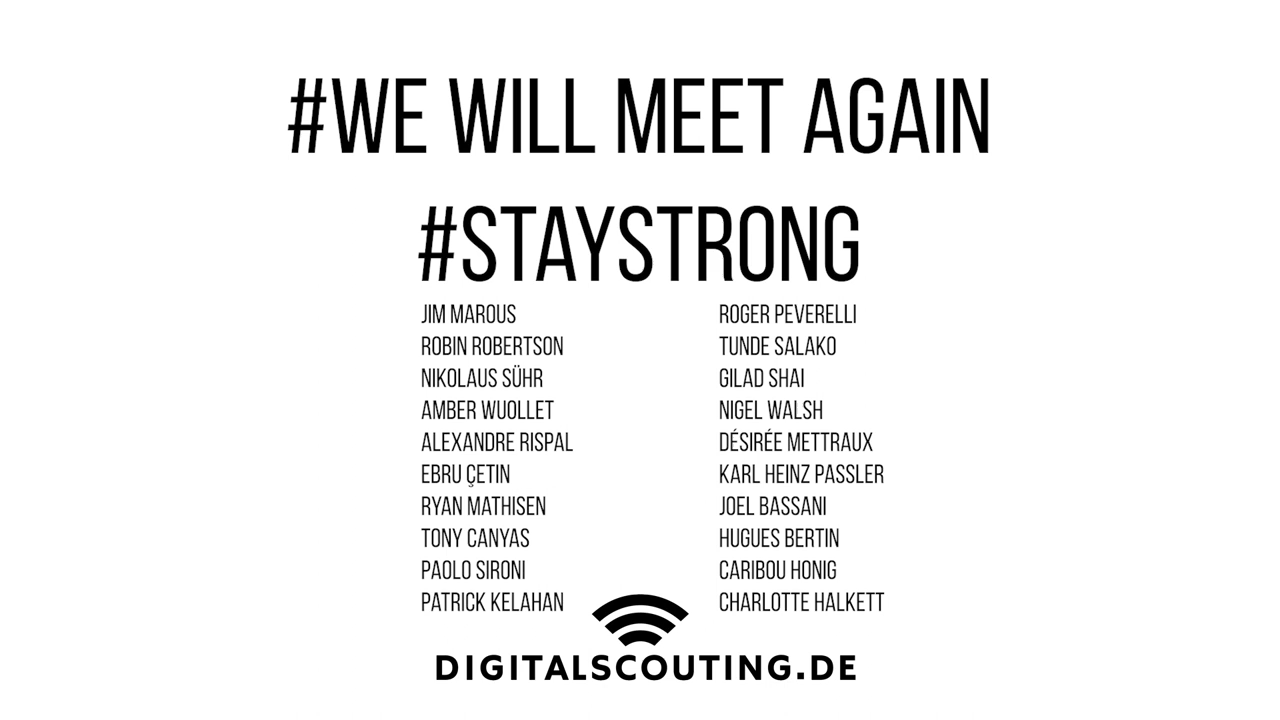 #WE WILL MEET AGAIN
#STAYSTRONG
JIM MAROUS
ROBIN ROBERTSON
NIKOLAUS SÜHR
AMBER WUOLLET
ALEXANDRE RISPAL
EBRU ÇETIN
RYAN MATHISEN
TONY CANYAS
PAOLO SIRONI
PATRICK KELAHAN
ROGER PEVERELLI
TUNDE SALAKO
GILAD SHAI
NIGEL WALSH
DÉSIRÉE METTRAUX
KARL HEINZ PASSLER
JOEL BASSANI
HUGUES BERTIN
CARIBOU HONIG
CHARLOTTE HALKETT
DIGITALSCOUTING.DE